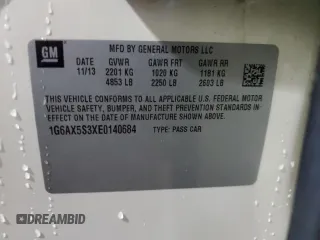 GM
MFD BY GENERAL MOTORS LLC
DATE GVWR GAWR FRT GAWR RR
11/13 2201 KG 1020 KG 1181 KG
4853 LB 2250 LB 2603 LB
THIS VEHICLE CONFORMS TO ALL APPLICABLE U.S. FEDERAL MOTOR
VEHICLE SAFETY, BUMPER, AND THEFT PREVENTION STANDARDS
IN EFFECT ON THE DATE OF MANUFACTURE SHOWN ABOVE.
1G6AX5S3XE0140684 TYPE: PASS CAR
© AUTOBIDMASTER